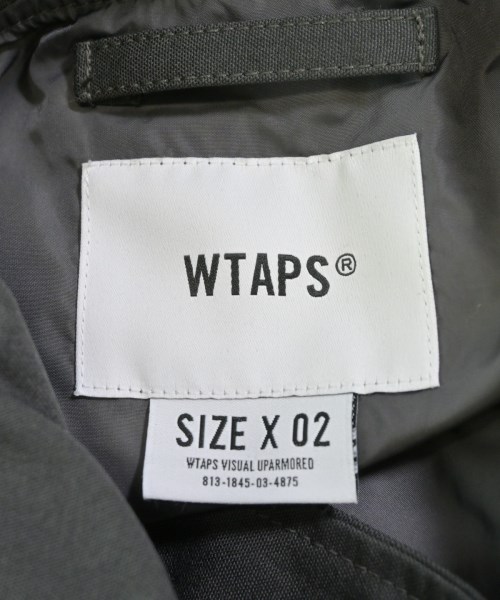 WTAPS®
SIZE X 02
WTAPS VISUAL UPARMORED
813-1845-03-4875